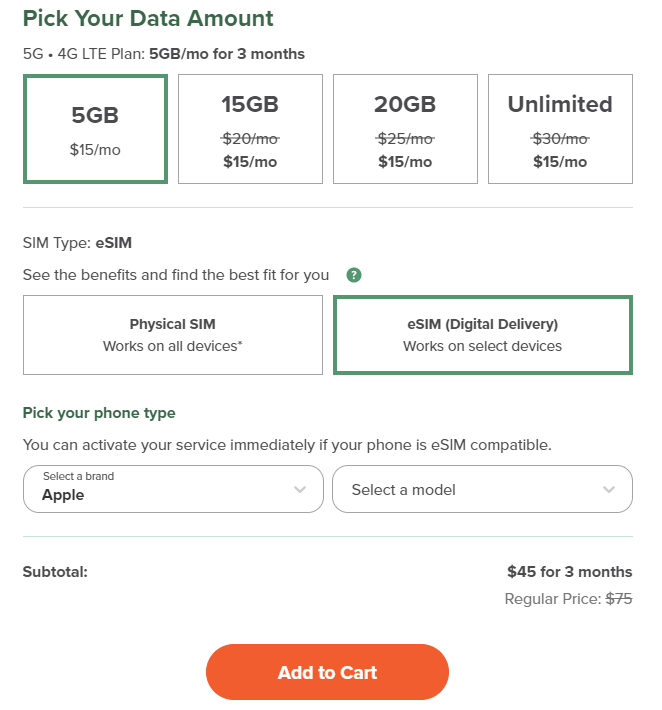 Pick Your Data Amount
5G • 4G LTE Plan: 5GB/mo for 3 months
5GB
$15/mo
15GB
$20/mo
$15/mo
20GB
$25/mo
$15/mo
Unlimited
$30/mo
$15/mo
SIM Type: eSIM
See the benefits and find the best fit for you ?
Physical SIM
Works on all devices*
eSIM (Digital Delivery)
Works on select devices
Pick your phone type
You can activate your service immediately if your phone is eSIM compatible.
Select a brand
Apple
Select a model
Subtotal:
$45 for 3 months
Regular Price: $75
Add to Cart